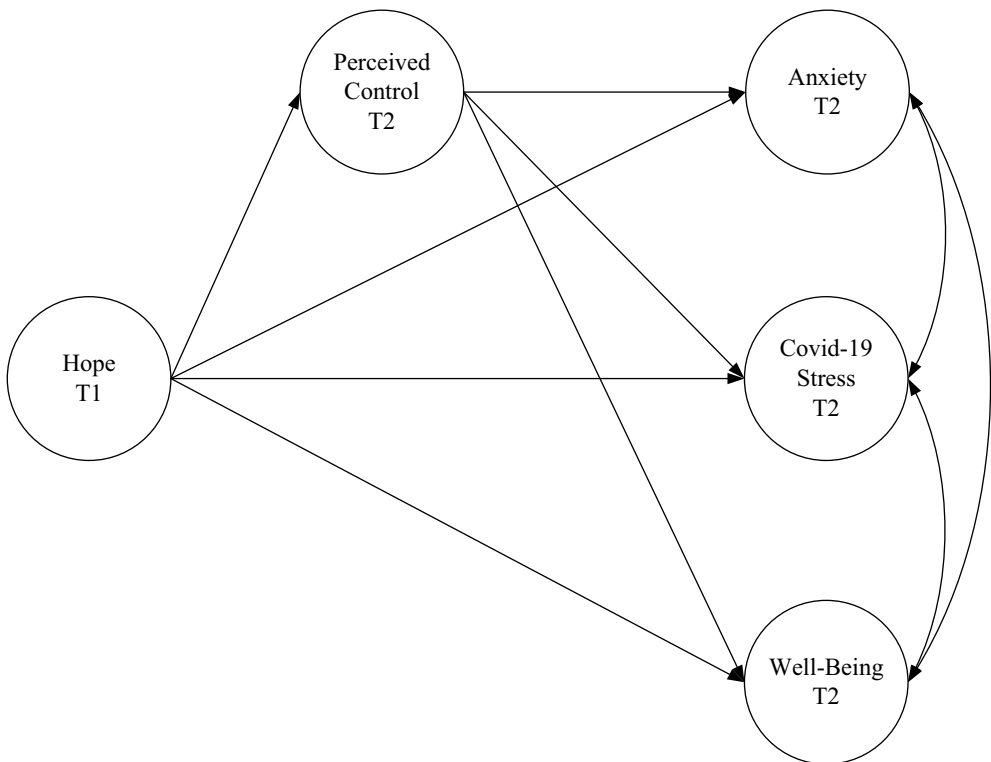 Perceived
Control
T2
Anxiety
T2
Hope
T1
Covid-19
Stress
T2
Well-Being
T2